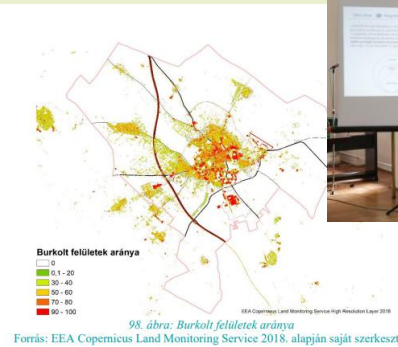 Burkolt felületek aránya
0
0,1 - 20
30 - 40
50 - 60
70 - 80
90 - 100
EEA Copernicus Land Monitoring Service High Resolution Layer 2018
98. ábra: Burkolt felületek aránya
Forrás: EEA Copernicus Land Monitoring Service 2018. alapján saját szerkeszt